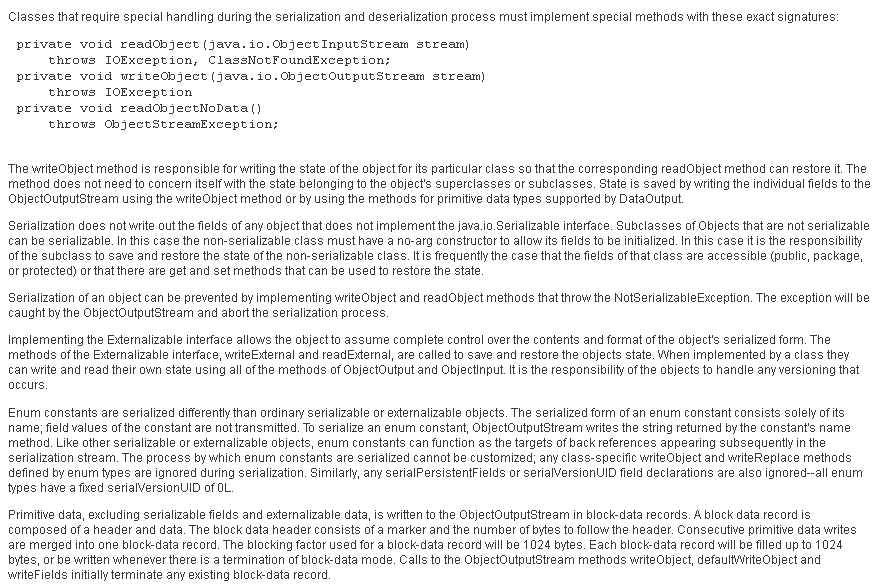 Classes that require special handling during the serialization and deserialization process must implement special methods with these exact signatures:
private void readObject(java.io.ObjectInputStream stream)
throws IOException, ClassNotFoundException;
private void writeObject(java.io.ObjectOutputStream stream)
throws IOException
private void readObjectNoData()
throws ObjectStreamException;
The writeObject method is responsible for writing the state of the object for its particular class so that the corresponding readObject method can restore it. The
method does not need to concern itself with the state belonging to the object's superclasses or subclasses. State is saved by writing the individual fields to the
ObjectOutputStream using the writeObject method or by using the methods for primitive data types supported by DataOutput.
Serialization does not write out the fields of any object that does not implement the java.io.Serializable interface. Subclasses of Objects that are not serializable
can be serializable. In this case the non-serializable class must have a no-arg constructor to allow its fields to be initialized. In this case it is the responsibility
of the subclass to save and restore the state of the non-serializable class. It is frequently the case that the fields of that class are accessible (public, package,
or protected) or that there are get and set methods that can be used to restore the state.
Serialization of an object can be prevented by implementing writeObject and readObject methods that throw the NotSerializableException. The exception will be
caught by the ObjectOutputStream and abort the serialization process.
Implementing the Externalizable interface allows the object to assume complete control over the contents and format of the object's serialized form. The
methods of the Externalizable interface, writeExternal and readExternal, are called to save and restore the objects state. When implemented by a class they
can write and read their own state using all of the methods of ObjectOutput and ObjectInput. It is the responsibility of the objects to handle any versioning that
occurs.
Enum constants are serialized differently than ordinary serializable or externalizable objects. The serialized form of an enum constant consists solely of its
name; field values of the constant are not transmitted. To serialize an enum constant, ObjectOutputStream writes the string returned by the constant's name
method. Like other serializable or externalizable objects, enum constants can function as the targets of back references appearing subsequently in the
serialization stream. The process by which enum constants are serialized cannot be customized; any class-specific writeObject and writeReplace methods
defined by enum types are ignored during serialization. Similarly, any serialPersistentFields or serialVersionUID field declarations are also ignored--all enum
types have a fixed serialVersionUID of 0L.
Primitive data, excluding serializable fields and externalizable data, is written to the ObjectOutputStream in block-data records. A block data record is
composed of a header and data. The block data header consists of a marker and the number of bytes to follow the header. Consecutive primitive data writes
are merged into one block-data record. The blocking factor used for a block-data record will be 1024 bytes. Each block-data record will be filled up to 1024
bytes, or be written whenever there is a termination of block-data mode. Calls to the ObjectOutputStream methods writeObject, defaultWriteObject and
writeFields initially terminate any existing block-data record.